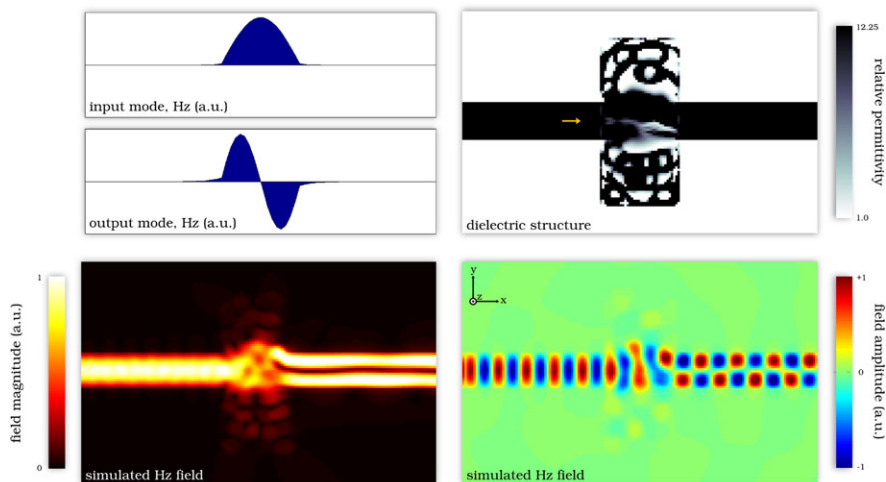 input mode, Hz (a.u.)
output mode, Hz (a.u.)
dielectric structure
12.25
relative permittivity
1.0
field magnitude (a.u.)
1
0
simulated Hz field
y
z
x
simulated Hz field
+1
0
-1
field amplitude (a.u.)